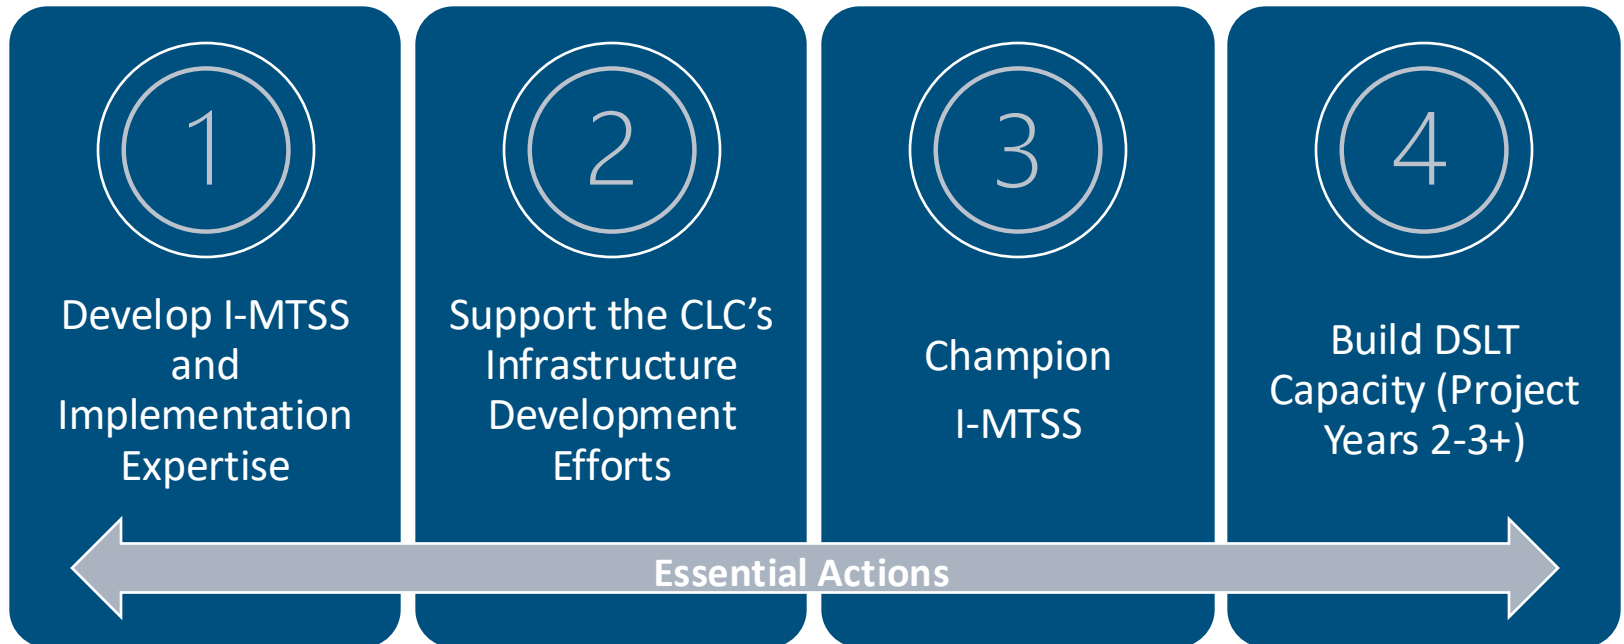 1
Develop I-MTSS
and
Implementation
Expertise
2
Support the CLC’s
Infrastructure
Development
Efforts
3
Champion
I-MTSS
4
Build DSLT
Capacity (Project
Years 2-3+)
Essential Actions